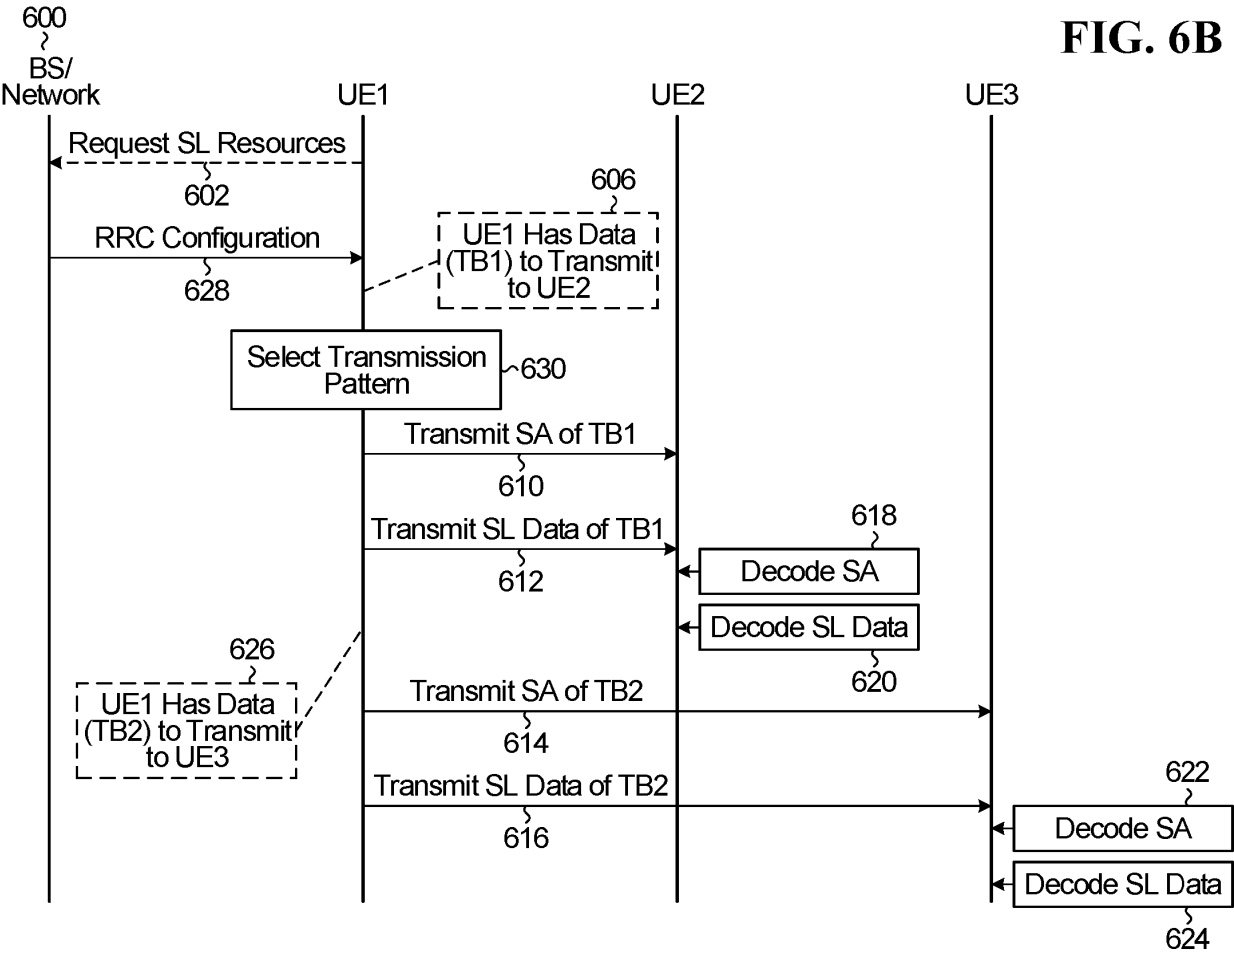 600
FIG. 6B
BS/
Network
UE1
UE2
UE3
Request SL Resources
602
606
UE1 Has Data
(TB1) to Transmit
to UE2
RRC Configuration
628
Select Transmission
Pattern
630
Transmit SA of TB1
610
618
Transmit SL Data of TB1
612
Decode SA
Decode SL Data
620
626
UE1 Has Data
(TB2) to Transmit
to UE3
Transmit SA of TB2
614
622
Transmit SL Data of TB2
616
Decode SA
Decode SL Data
624